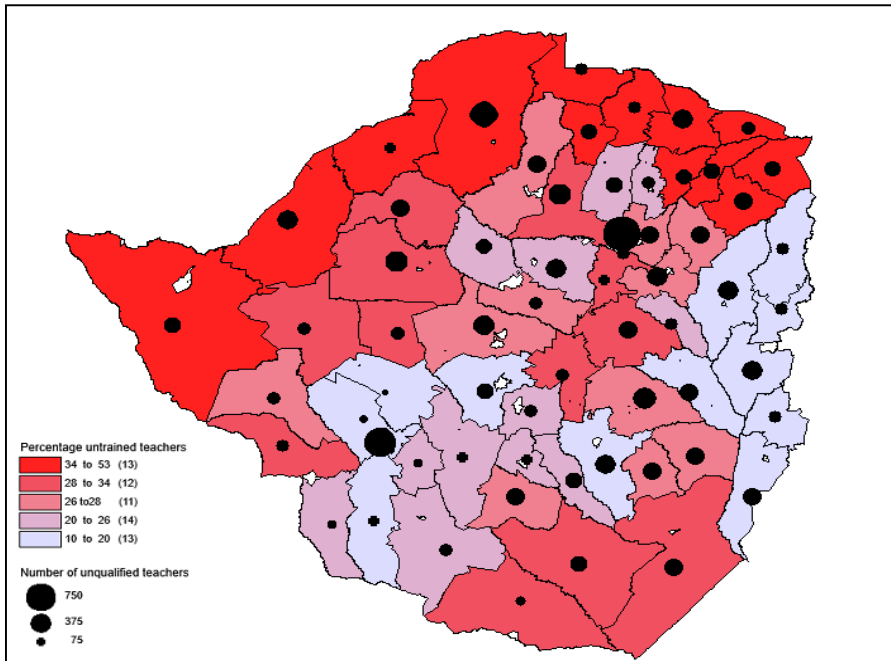 Percentage untrained teachers
34 to 53 (13)
28 to 34 (12)
26 to28 (11)
20 to 26 (14)
10 to 20 (13)
Number of unqualified teachers
750
375
75